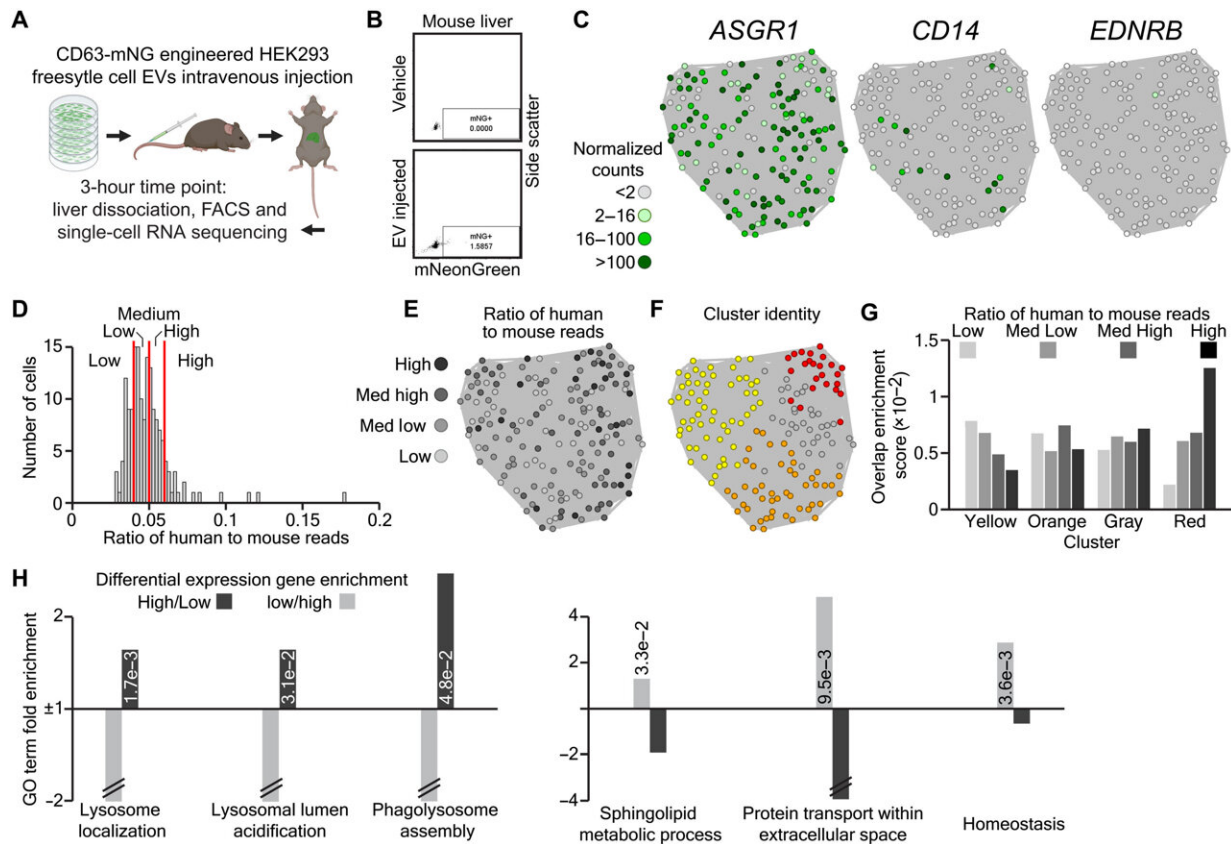 A
CD63-mNG engineered HEK293
freesytle cell EVs intravenous injection
3-hour time point:
liver dissociation, FACS and
single-cell RNA sequencing
B
Mouse liver
Vehicle
mNG+
0.0000
EV injected
mNG+
1.5857
Side scatter
mNeonGreen
C
ASGR1
CD14
EDNRB
Normalized
counts
<2
2–16
16–100
>100
D
Medium
Low
High
Low
High
Number of cells
15
10
5
0
0
0.05
0.1
0.15
0.2
Ratio of human to mouse reads
E
Ratio of human
to mouse reads
High
Med high
Med low
Low
F
Cluster identity
G
Ratio of human to mouse reads
Low
Med Low
Med High
High
Overlap enrichment
score (×10−2)
1.5
1
0.5
0
Yellow
Orange
Gray
Red
Cluster
H
Differential expression gene enrichment
High/Low
low/high
GO term fold enrichment
2
±1
−2
1.7e−3
3.1e−2
4.8e−2
Lysosome
localization
Lysosomal lumen
acidification
Phagolysosome
assembly
4
2
−2
−4
3.3e−2
9.5e−3
3.6e−3
Sphingolipid
metabolic process
Protein transport within
extracellular space
Homeostasis